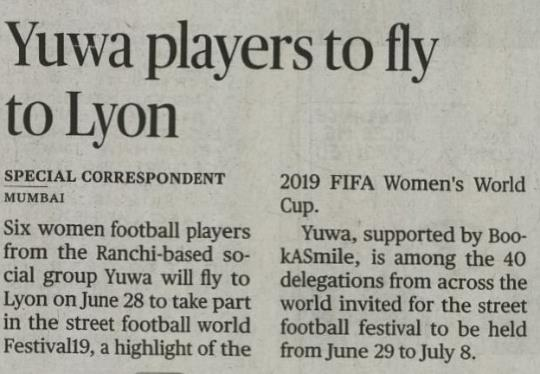 Yuwa players to fly
to Lyon
SPECIAL CORRESPONDENT
MUMBAI
Six women football players
from the Ranchi-based so-
cial group Yuwa will fly to
Lyon on June 28 to take part
in the street football world
Festival19, a highlight of the
2019 FIFA Women's World
Cup.
Yuwa, supported by Boo-
kASmile, is among the 40
delegations from across the
world invited for the street
football festival to be held
from June 29 to July 8.